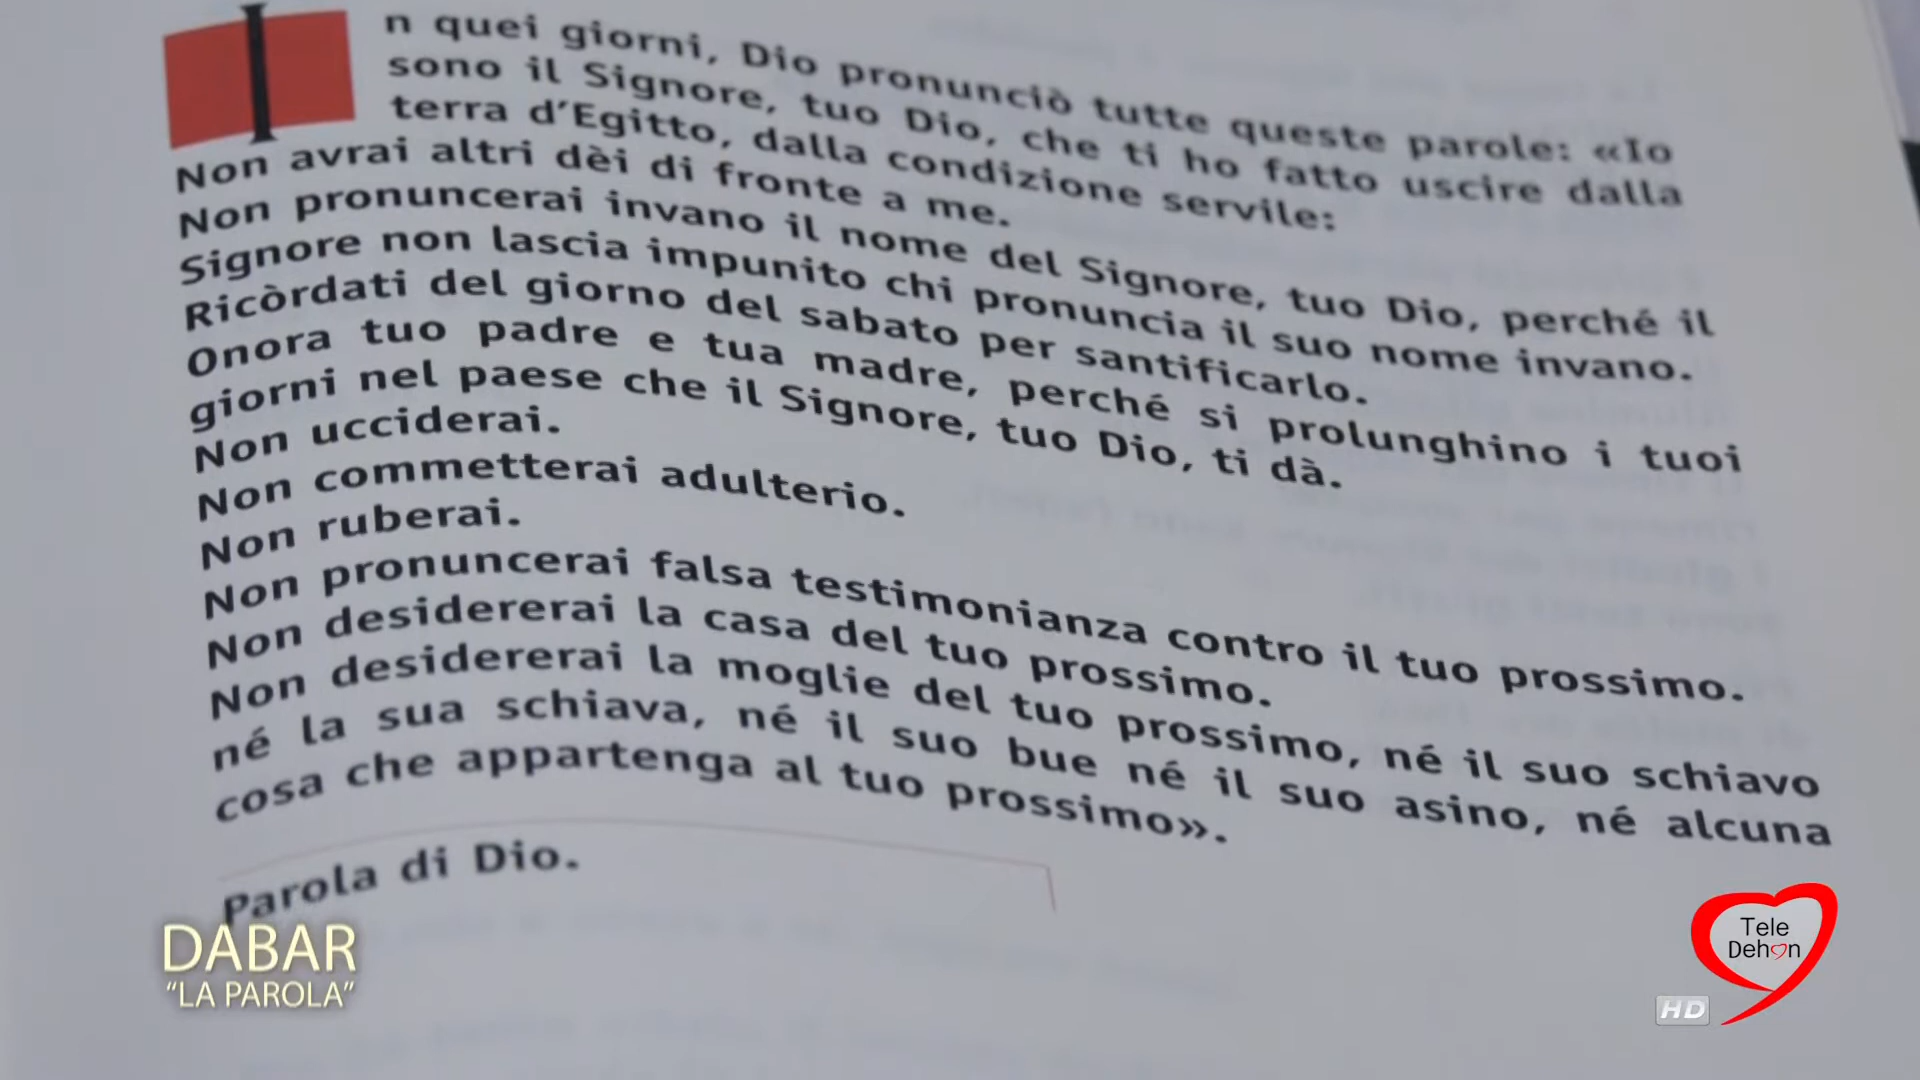 In quei giorni, Dio pronunciò tutte queste parole: «Io
sono il Signore, tuo Dio, che ti ho fatto uscire dalla
terra d'Egitto, dalla condizione servile:
Non avrai altri dèi di fronte a me.
Non pronuncerai invano il nome del Signore, tuo Dio, perché il
Signore non lascia impunito chi pronuncia il suo nome invano.
Ricòrdati del giorno del sabato per santificarlo.
Onora tuo padre e tua madre, perché si prolunghino i tuoi
giorni nel paese che il Signore, tuo Dio, ti dà.
Non ucciderai.
Non commetterai adulterio.
Non ruberai.
Non pronuncerai falsa testimonianza contro il tuo prossimo.
Non desidererai la casa del tuo prossimo.
Non desidererai la moglie del tuo prossimo, né il suo schiavo
né la sua schiava, né il suo bue né il suo asino, né alcuna
cosa che appartenga al tuo prossimo».
Parola di Dio.
DABAR
"LA PAROLA"
Tele
Dehon
HD